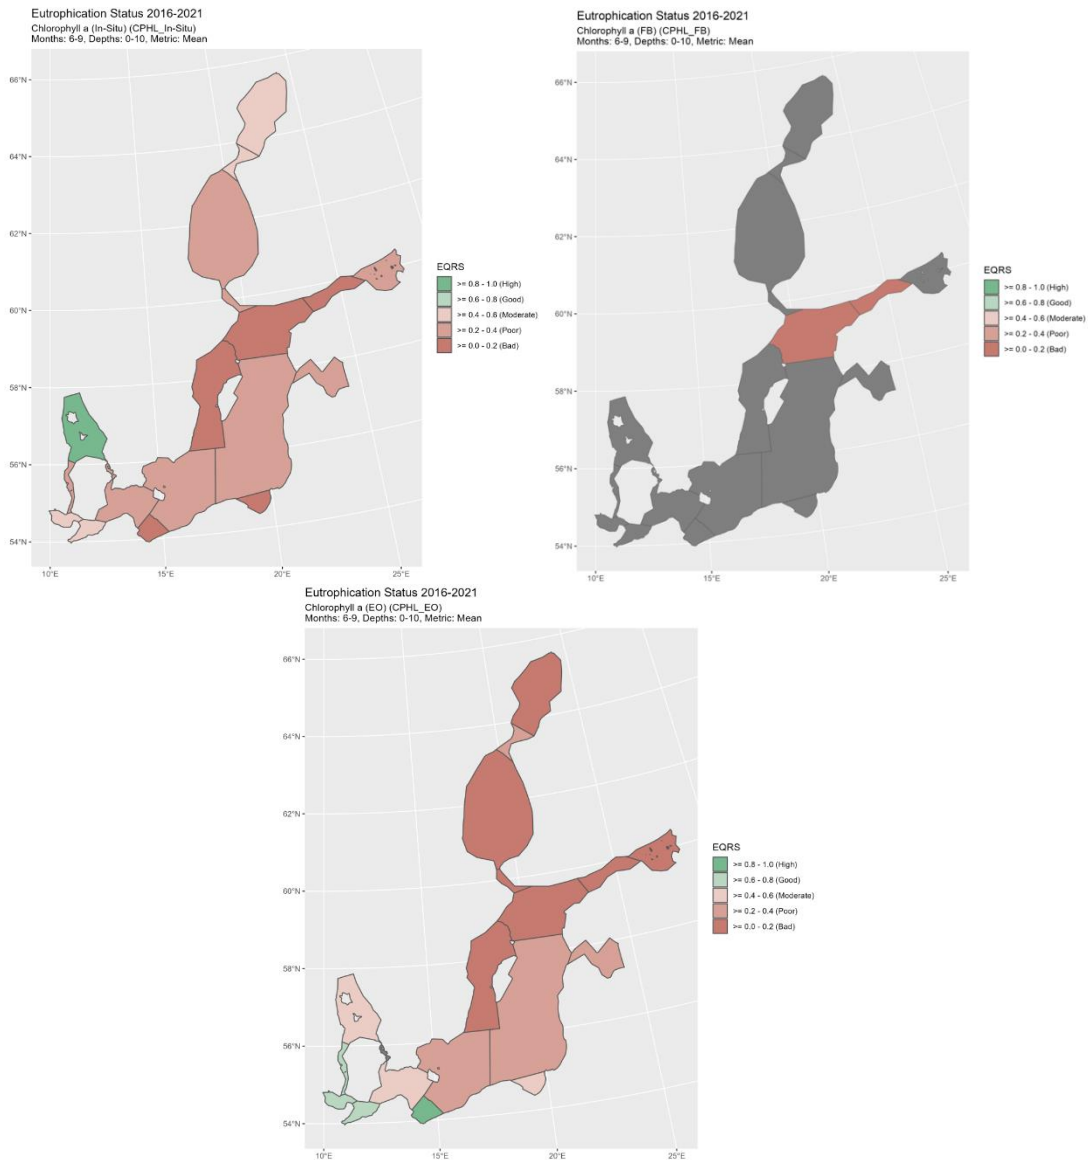 Eutrophication Status 2016-2021
Chlorophyll a (In-Situ) (CPHL_In-Situ)
Months: 6-9, Depths: 0-10, Metric: Mean
66°N
64°N
62°N
60°N
58°N
56°N
54°N
10°E
15°E
20°E
25°E
EQRS
>= 0.8 - 1.0 (High)
>= 0.6 - 0.8 (Good)
>= 0.4 - 0.6 (Moderate)
>= 0.2 - 0.4 (Poor)
>= 0.0 - 0.2 (Bad)
Eutrophication Status 2016-2021
Chlorophyll a (FB) (CPHL_FB)
Months: 6-9, Depths: 0-10, Metric: Mean
66°N
64°N
62°N
60°N
58°N
56°N
54°N
10°E
15°E
20°E
25°E
EQRS
>= 0.8 - 1.0 (High)
>= 0.6 - 0.8 (Good)
>= 0.4 - 0.6 (Moderate)
>= 0.2 - 0.4 (Poor)
>= 0.0 - 0.2 (Bad)
Eutrophication Status 2016-2021
Chlorophyll a (EO) (CPHL_EO)
Months: 6-9, Depths: 0-10, Metric: Mean
66°N
64°N
62°N
60°N
58°N
56°N
54°N
10°E
15°E
20°E
25°E
EQRS
>= 0.8 - 1.0 (High)
>= 0.6 - 0.8 (Good)
>= 0.4 - 0.6 (Moderate)
>= 0.2 - 0.4 (Poor)
>= 0.0 - 0.2 (Bad)